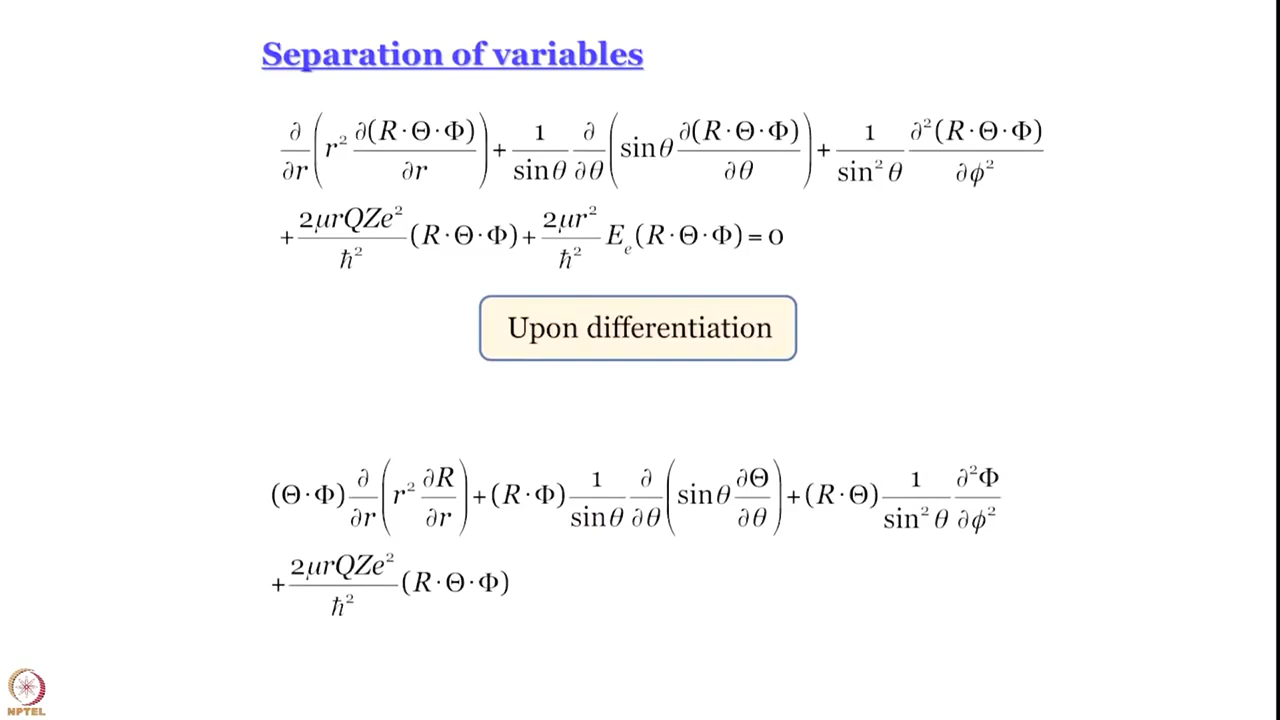 Separation of variables
∂/∂r (r² ∂(R·Θ·Φ)/∂r) + 1/sinθ ∂/∂θ (sinθ ∂(R·Θ·Φ)/∂θ) + 1/sin²θ ∂²(R·Θ·Φ)/∂ϕ²
+ 2μrQZe²/ħ² (R·Θ·Φ) + 2μr²/ħ² Eₑ(R·Θ·Φ) = 0
Upon differentiation
(Θ·Φ) ∂/∂r (r² ∂R/∂r) + (R·Φ) 1/sinθ ∂/∂θ (sinθ ∂Θ/∂θ) + (R·Θ) 1/sin²θ ∂²Φ/∂ϕ²
+ 2μrQZe²/ħ² (R·Θ·Φ)
NPTEL